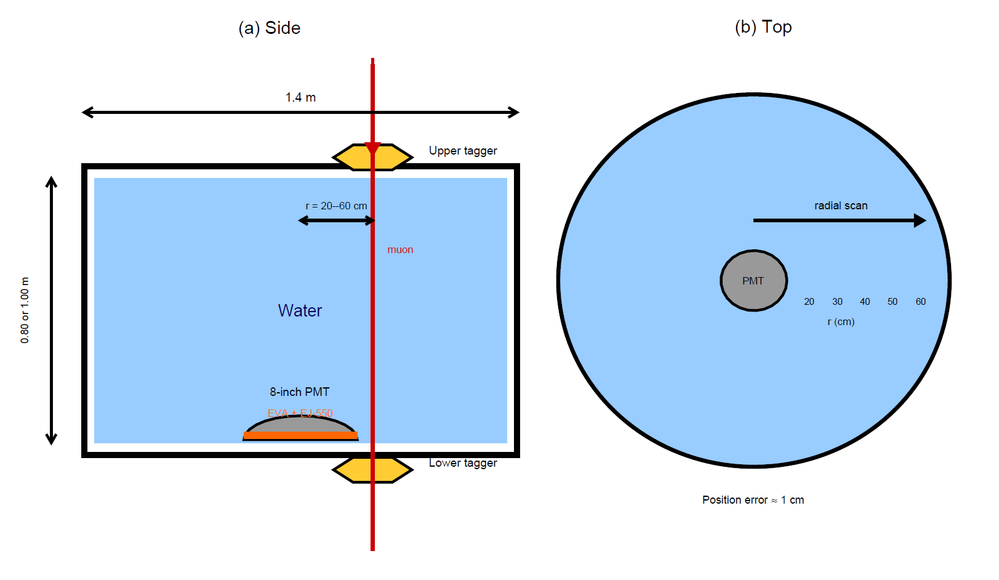 (a) Side
1.4 m
Upper tagger
r = 20--60 cm
muon
0.80 or 1.00 m
Water
8-inch PMT
EVA + EJ-550
Lower tagger
(b) Top
radial scan
PMT
20 30 40 50 60
r (cm)
Position error ≈ 1 cm